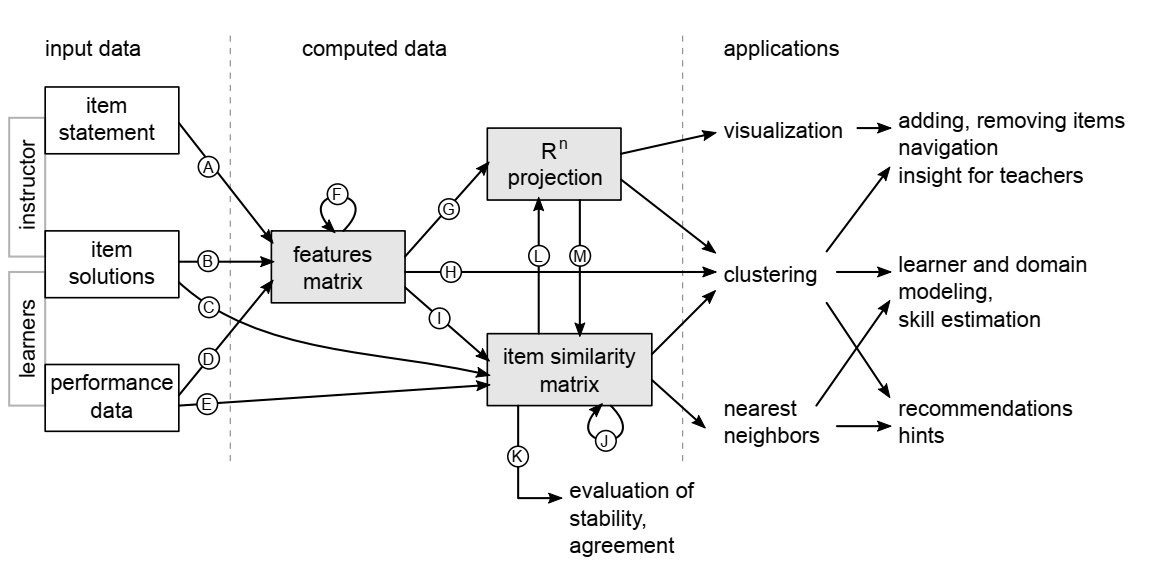 input data
computed data
applications
item
statement
instructor
A
item
solutions
B
C
learners
D
performance
data
E
F
features
matrix
G
H
I
Rⁿ
projection
L
M
item similarity
matrix
J
K
evaluation of
stability,
agreement
visualization
clustering
nearest
neighbors
adding, removing items
navigation
insight for teachers
learner and domain
modeling,
skill estimation
recommendations
hints